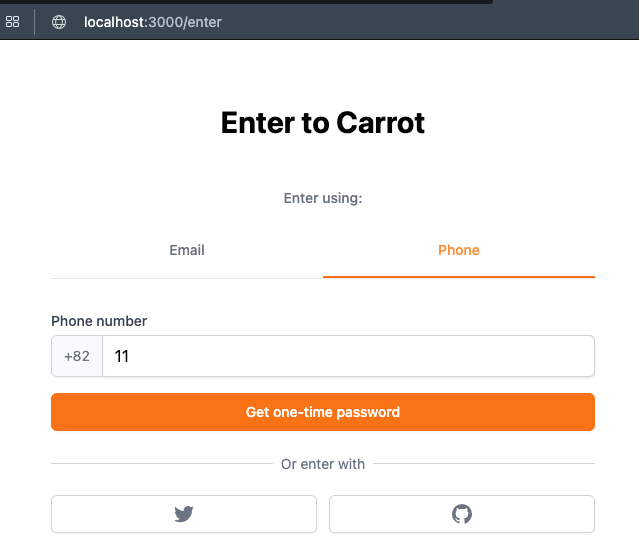 localhost:3000/enter
Enter to Carrot
Enter using:
Email Phone
Phone number
+82 11
Get one-time password
Or enter with